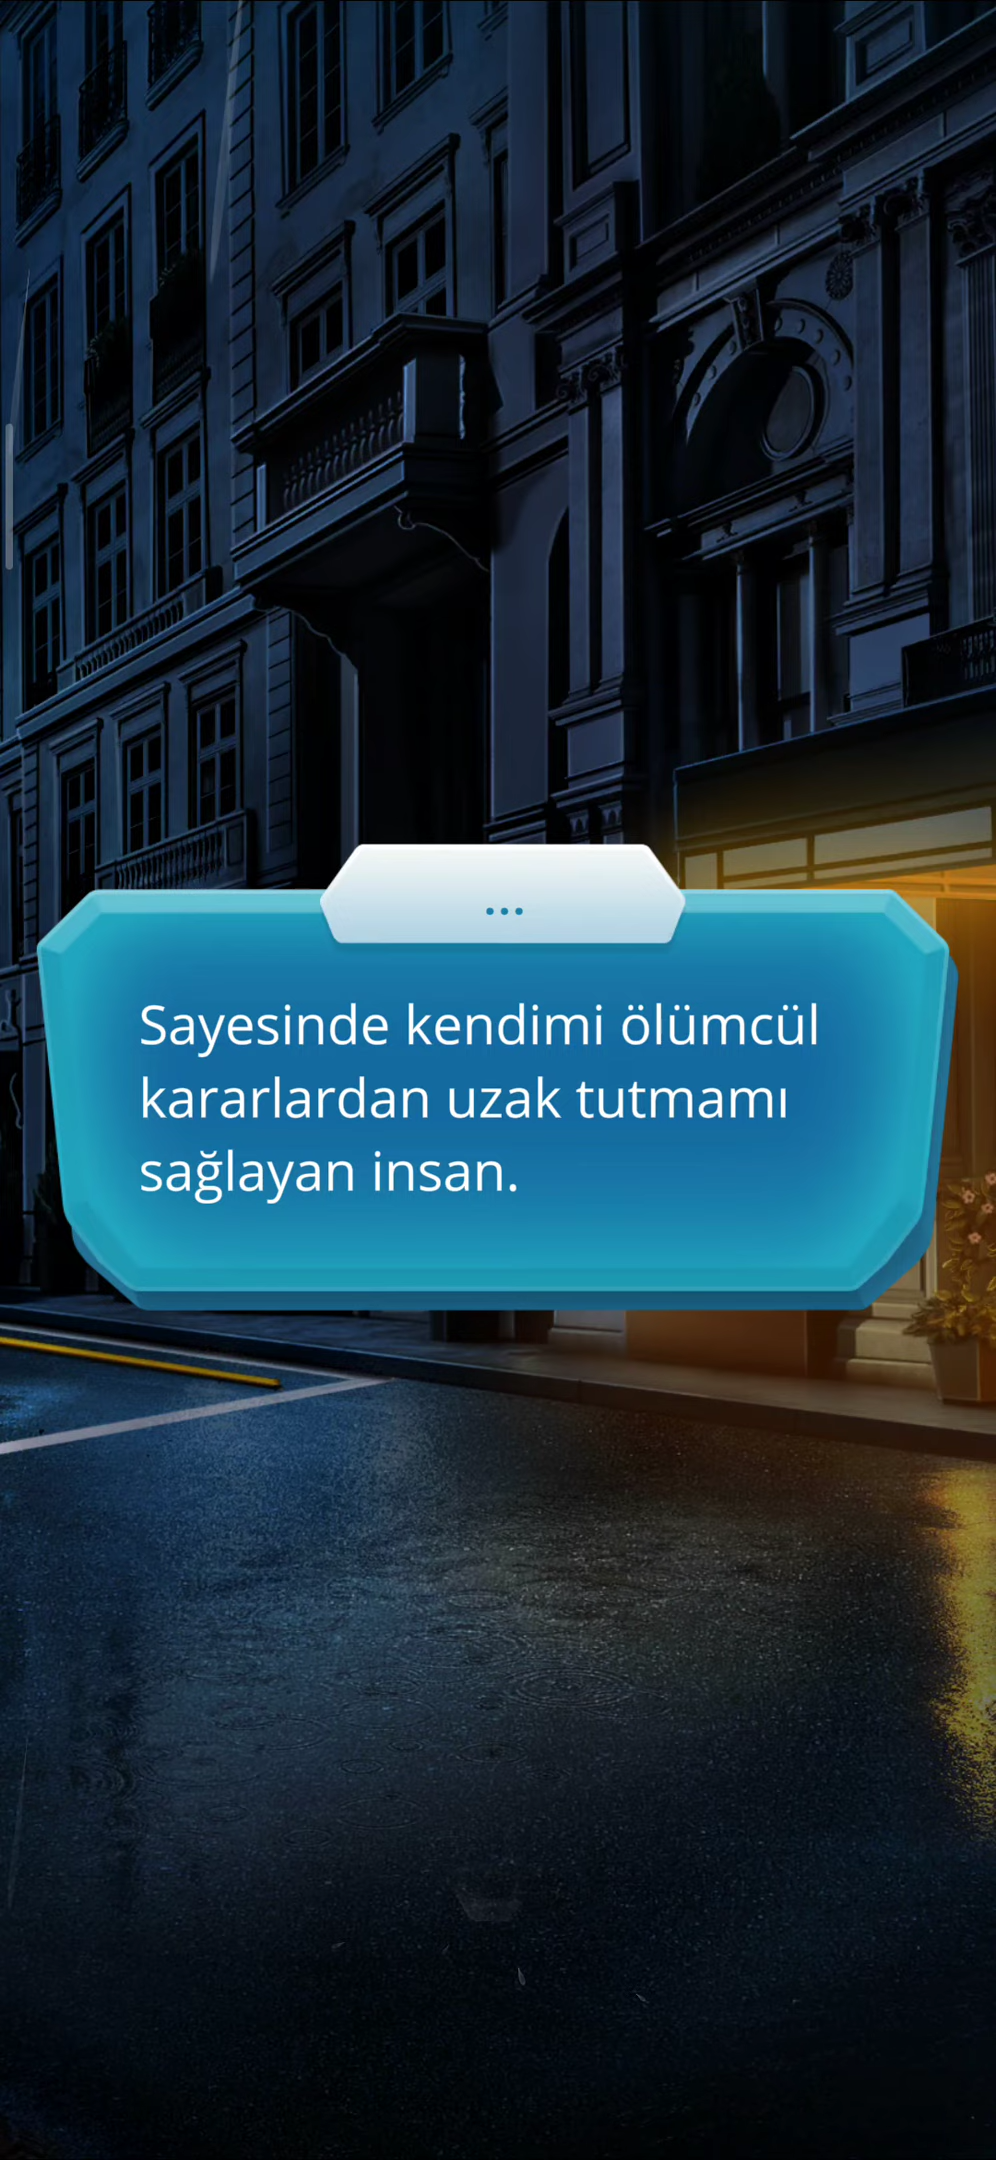 ...
Sayesinde kendimi ölümcül
kararlardan uzak tutmamı
sağlayan insan.